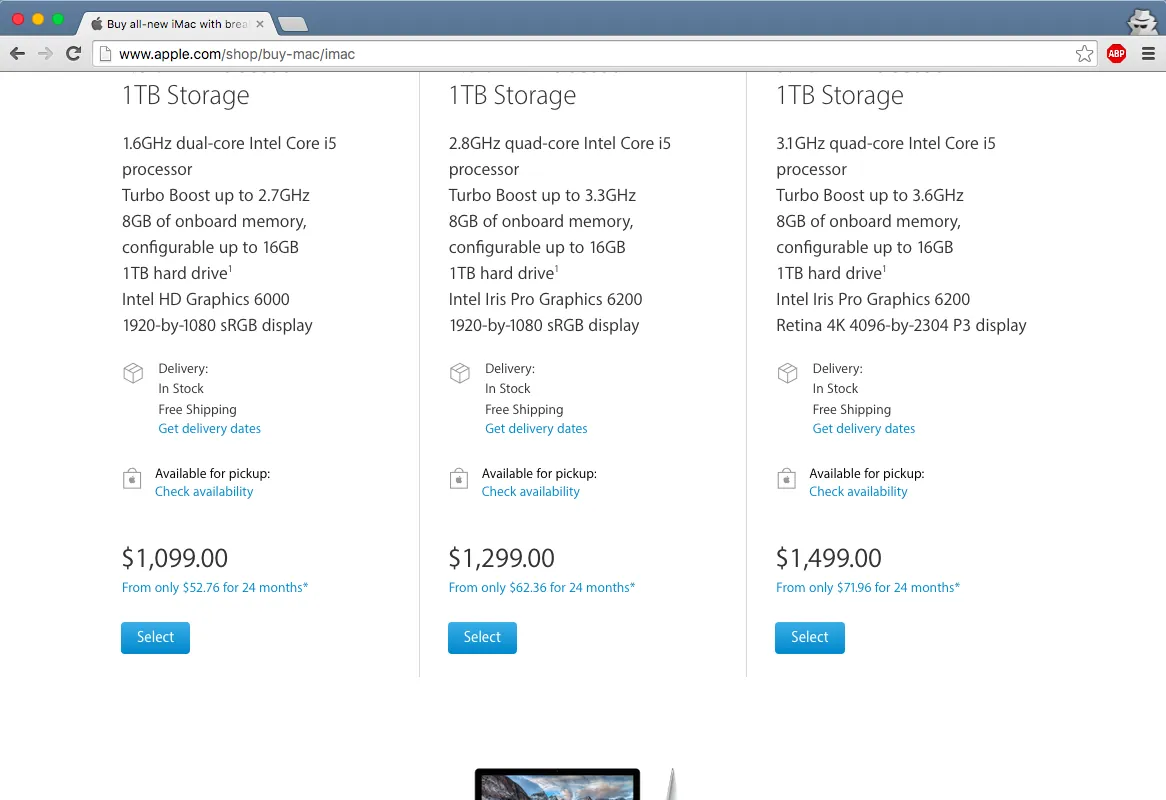 Buy all-new iMac with brea
www.apple.com/shop/buy-mac/imac
ABP
1TB Storage
1.6GHz dual-core Intel Core i5
processor
Turbo Boost up to 2.7GHz
8GB of onboard memory,
configurable up to 16GB
1TB hard drive1
Intel HD Graphics 6000
1920-by-1080 sRGB display
Delivery:
In Stock
Free Shipping
Get delivery dates
Available for pickup:
Check availability
$1,099.00
From only $52.76 for 24 months*
Select
1TB Storage
2.8GHz quad-core Intel Core i5
processor
Turbo Boost up to 3.3GHz
8GB of onboard memory,
configurable up to 16GB
1TB hard drive1
Intel Iris Pro Graphics 6200
1920-by-1080 sRGB display
Delivery:
In Stock
Free Shipping
Get delivery dates
Available for pickup:
Check availability
$1,299.00
From only $62.36 for 24 months*
Select
1TB Storage
3.1GHz quad-core Intel Core i5
processor
Turbo Boost up to 3.6GHz
8GB of onboard memory,
configurable up to 16GB
1TB hard drive1
Intel Iris Pro Graphics 6200
Retina 4K 4096-by-2304 P3 display
Delivery:
In Stock
Free Shipping
Get delivery dates
Available for pickup:
Check availability
$1,499.00
From only $71.96 for 24 months*
Select